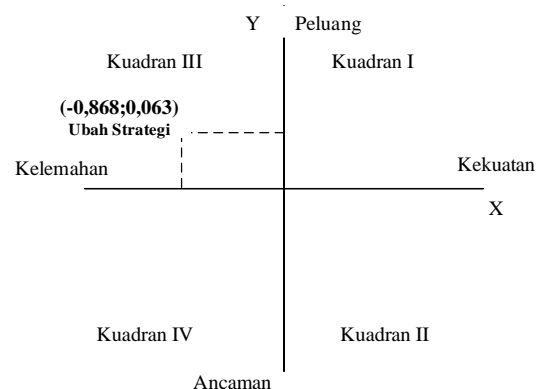 Y Peluang
Kuadran III Kuadran I
(-0,868;0,063)
Ubah Strategi
Kelemahan Kekuatan
X
Kuadran IV Kuadran II
Ancaman